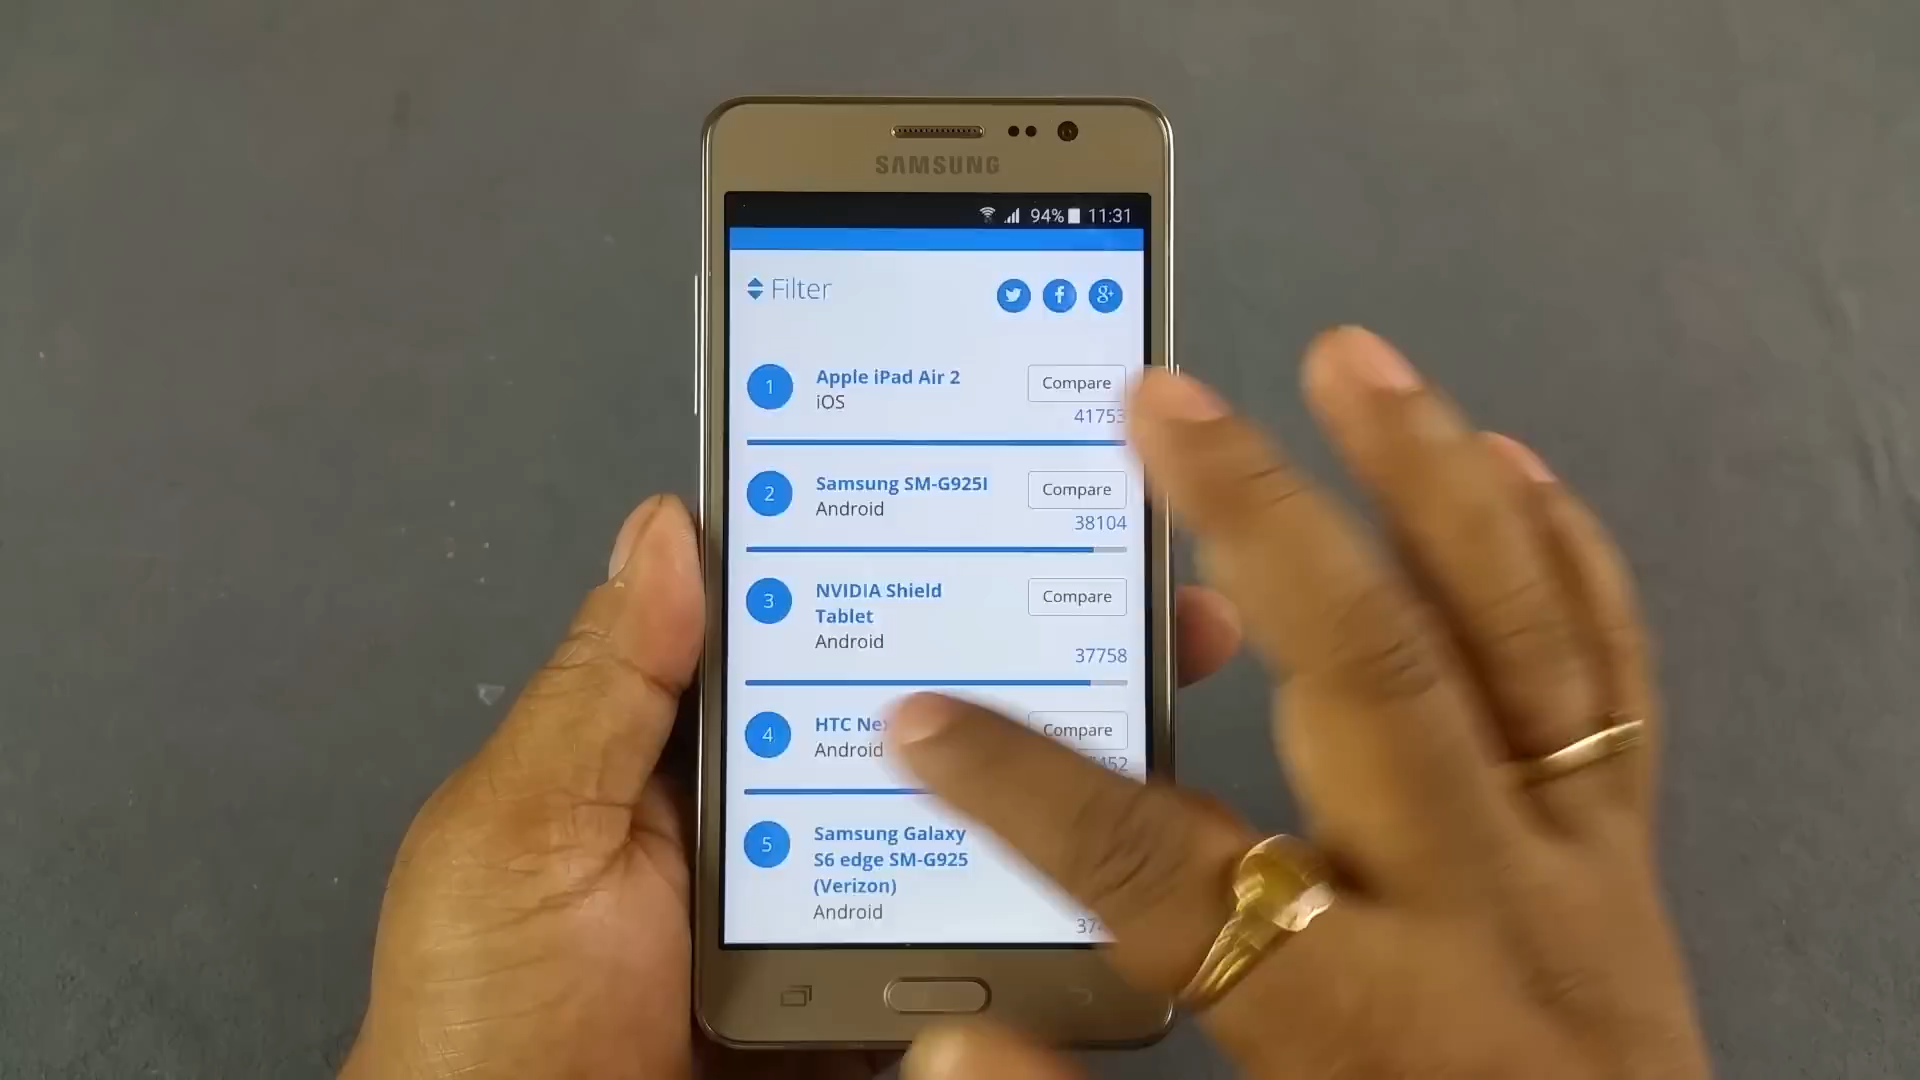 SAMSUNG
94% 11:31
Filter
1 Apple iPad Air 2 Compare
iOS
41753
2 Samsung SM-G925I Compare
Android
38104
3 NVIDIA Shield Compare
Tablet
Android
37758
4 HTC Compare
Android
5 Samsung Galaxy
S6 edge SM-G925
(Verizon)
Android